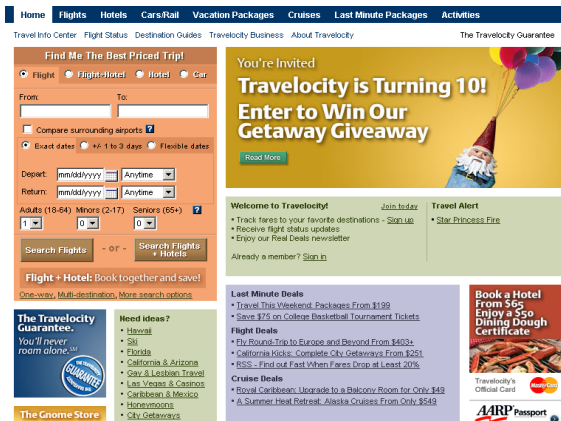 Home Flights Hotels Cars/Rail Vacation Packages Cruises Last Minute Packages Activities
Travel Info Center Flight Status Destination Guides Travelocity Business About Travelocity The Travelocity Guarantee
Find Me The Best Priced Trip!
Flight Flight+Hotel Hotel Car
From: To:
Compare surrounding airports ?
Exact dates +/- 1 to 3 days Flexible dates
Depart: mm/dd/yyyy Anytime
Return: mm/dd/yyyy Anytime
Adults (18-64) Minors (2-17) Seniors (65+) ?
1 0 0
Search Flights - or - Search Flights
+ Hotels
Flight + Hotel: Book together and save!
One-way, Multi-destination, More search options
You're Invited
Travelocity is Turning 10!
Enter to Win Our
Getaway Giveaway
Read More
Welcome to Travelocity! Join today
Track fares to your favorite destinations - Sign up
Receive flight status updates
Enjoy our Real Deals newsletter
Already a member? Sign in
Travel Alert
Star Princess Fire
The Travelocity
Guarantee.
You'll never
roam alone.℠
GUARANTEE
The Gnome Store
Need ideas?
Hawaii
Ski
Florida
California & Arizona
Gay & Lesbian Travel
Las Vegas & Casinos
Caribbean & Mexico
Honeymoons
City Getaways
Last Minute Deals
Travel This Weekend: Packages From $199
Save $75 on College Basketball Tournament Tickets
Flight Deals
Fly Round-Trip to Europe and Beyond From $403+
California Kicks: Complete City Getaways From $251
RSS - Find out Fast When Fares Drop at Least 20%
Cruise Deals
Royal Caribbean: Upgrade to a Balcony Room for Only $49
A Summer Heat Retreat: Alaska Cruises From Only $549
Book a Hotel
From $65
Enjoy a $50
Dining Dough
Certificate
Travelocity's
Official Card
MasterCard
AARP Passport